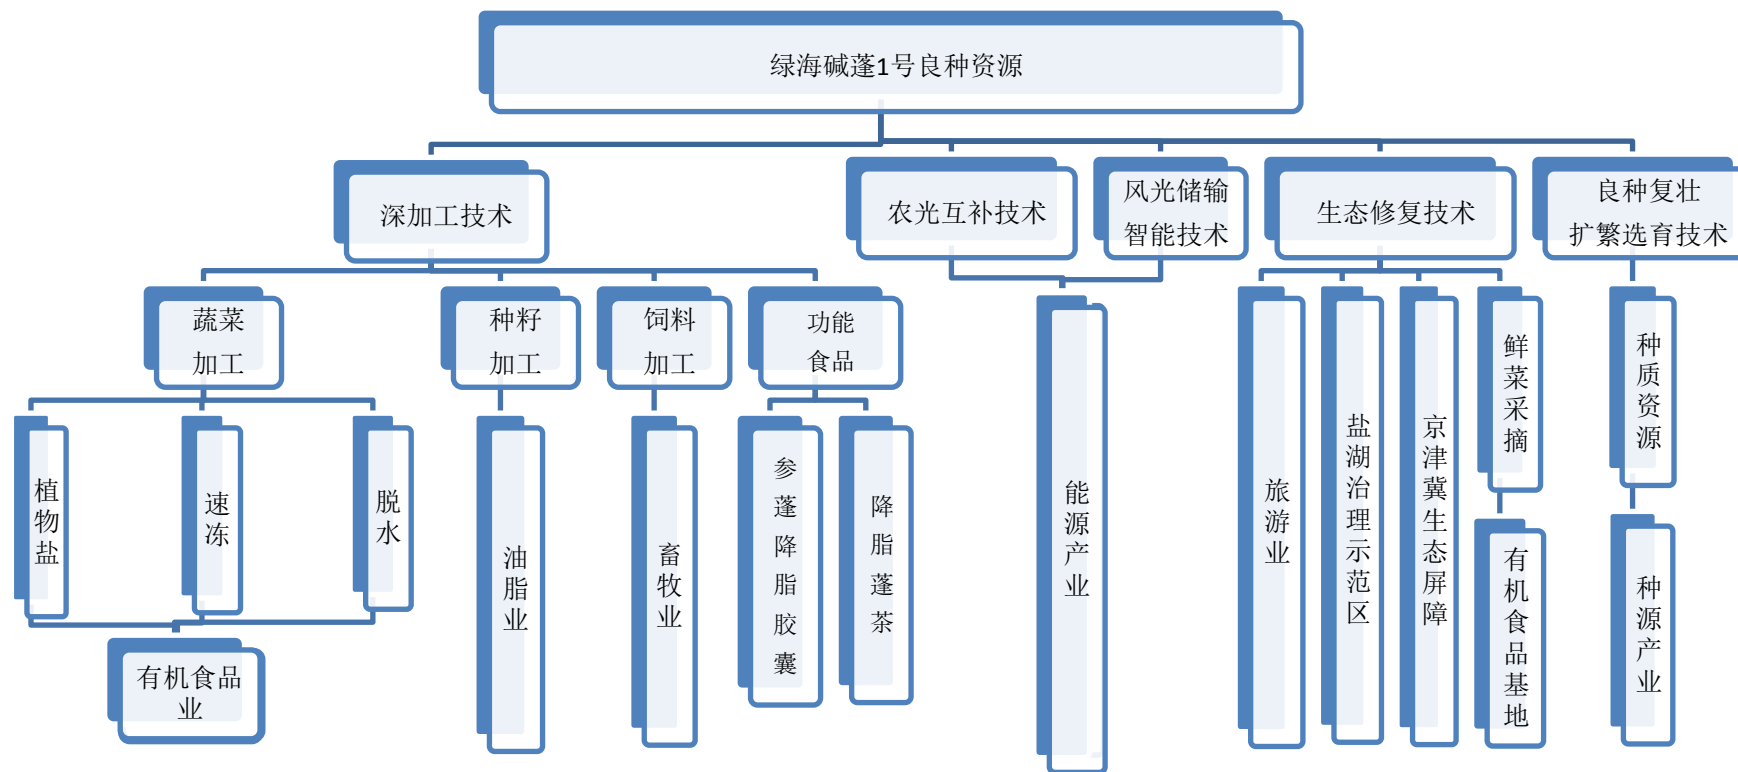 绿海碱蓬1号良种资源
深加工技术
农光互补技术
风光储输
智能技术
生态修复技术
良种复壮
扩繁选育技术
蔬菜
加工
种籽
加工
饲料
加工
功能
食品
植物盐
速冻
脱水
油脂业
畜牧业
参蓬降脂胶囊
降脂蓬茶
能源产业
旅游业
盐湖治理示范区
京津冀生态屏障
鲜菜采摘
种质资源
有机食品
业
有机食品基地
种源产业